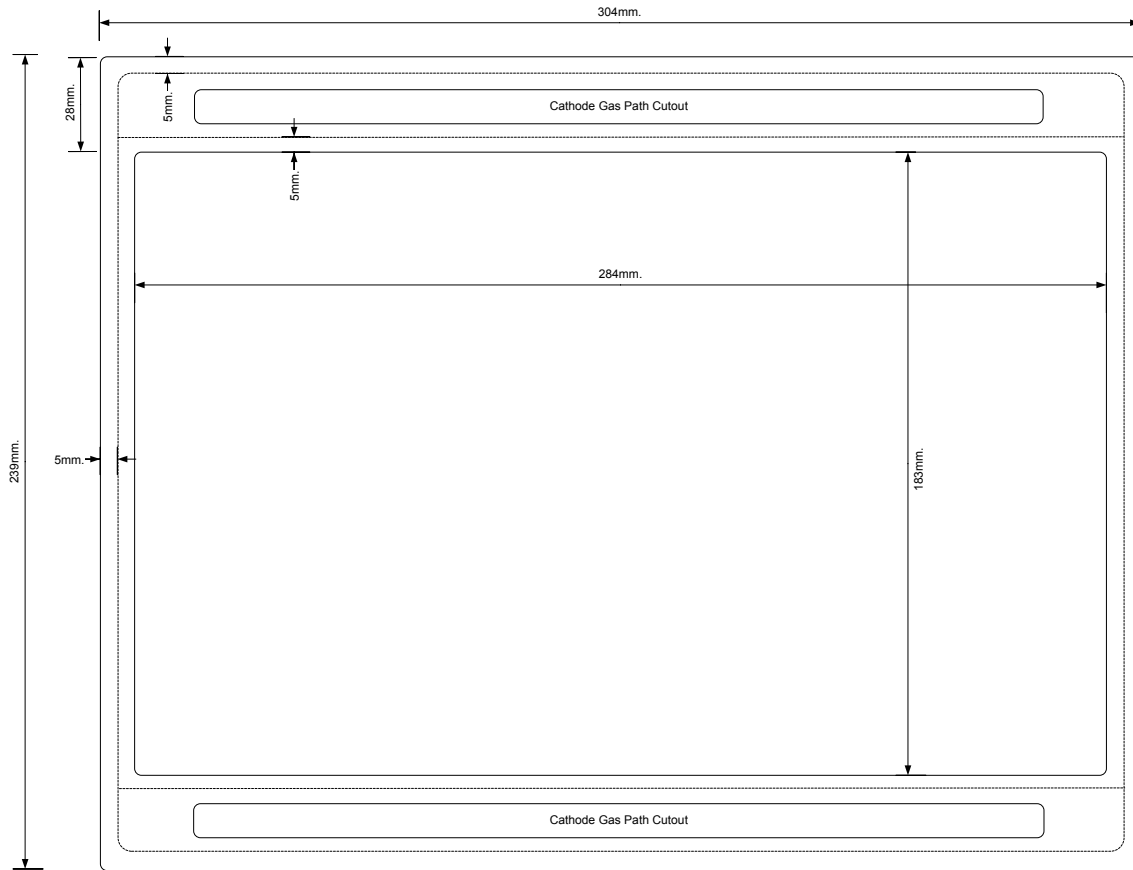 304mm.
28mm.
5mm.
Cathode Gas Path Cutout
5mm.
284mm.
239mm.
5mm.
183mm.
Cathode Gas Path Cutout